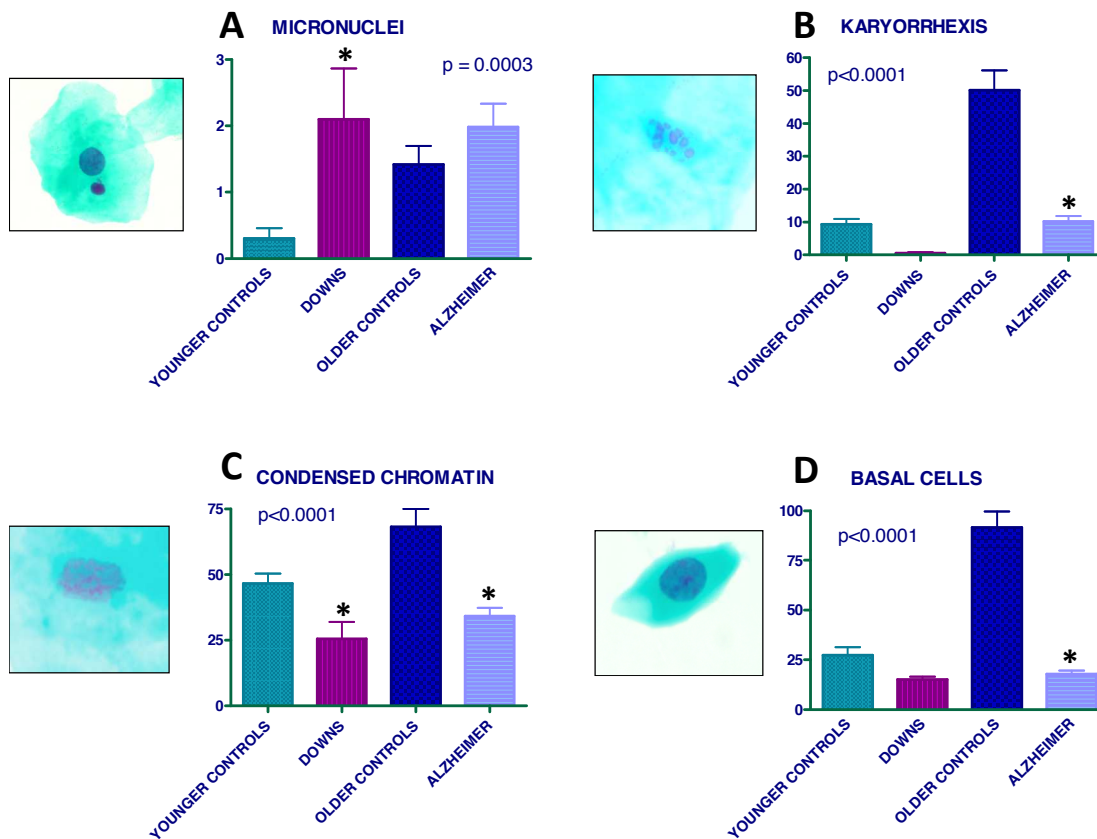 A
MICRONUCLEI
*
p = 0.0003
3
2
1
0
YOUNGER CONTROLS
DOWNS
OLDER CONTROLS
ALZHEIMER
B
KARYORRHEXIS
p<0.0001
60
50
40
30
20
10
0
*
YOUNGER CONTROLS
DOWNS
OLDER CONTROLS
ALZHEIMER
C
CONDENSED CHROMATIN
p<0.0001
75
50
25
0
*
*
YOUNGER CONTROLS
DOWNS
OLDER CONTROLS
ALZHEIMER
D
BASAL CELLS
p<0.0001
100
75
50
25
0
*
YOUNGER CONTROLS
DOWNS
OLDER CONTROLS
ALZHEIMER